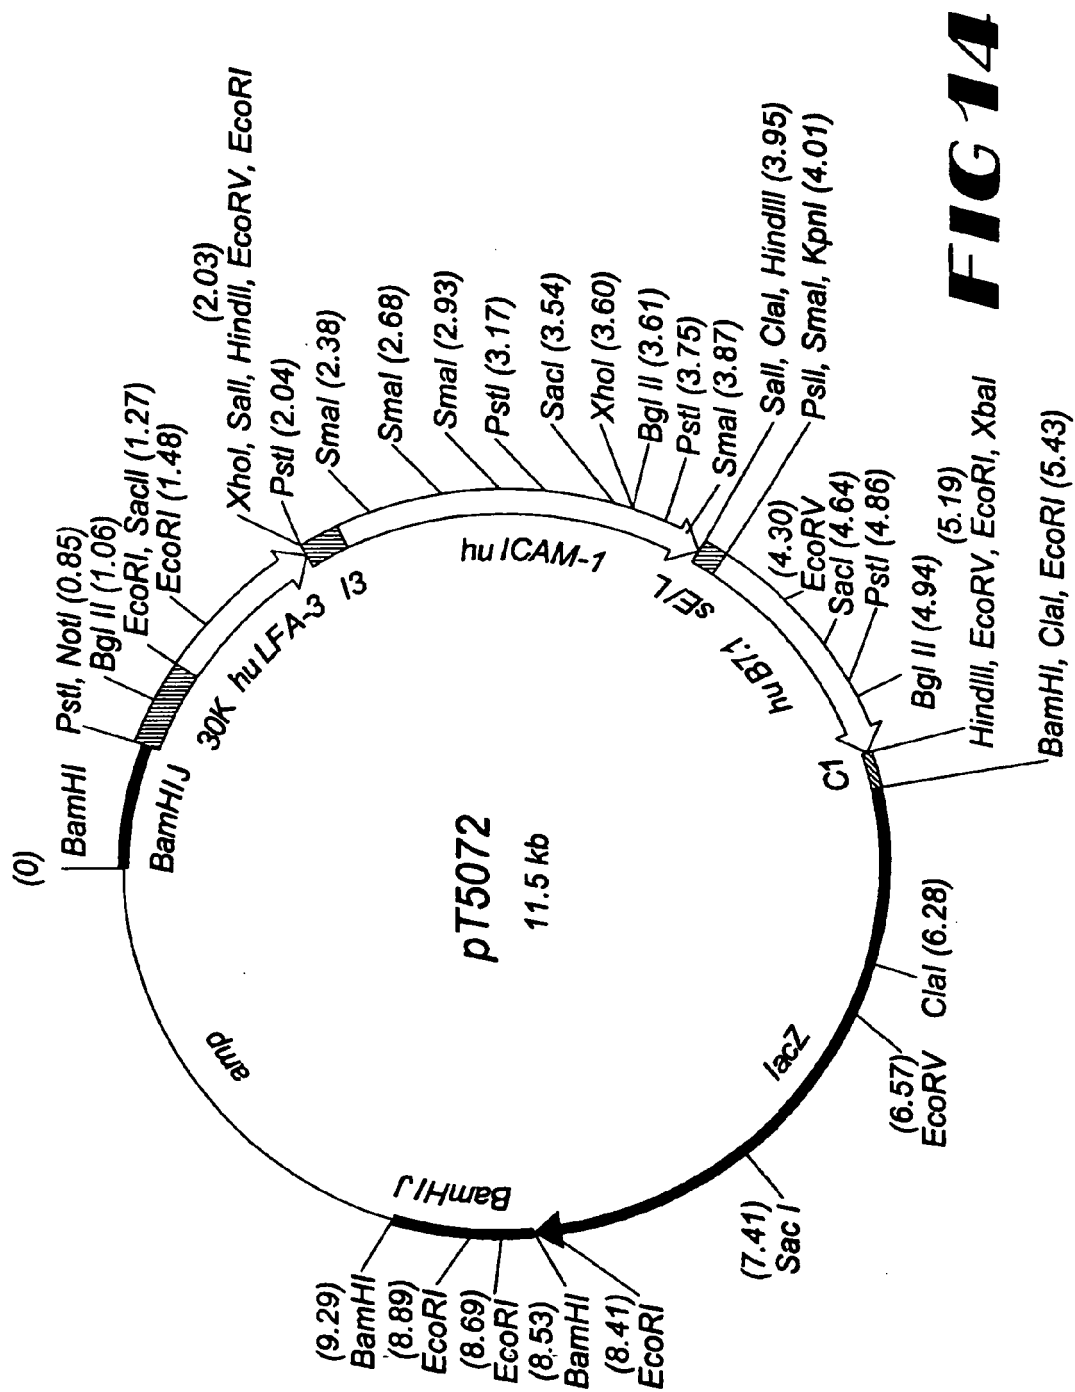 (0)
BamHI
PstI, NotI (0.85)
Bgl II (1.06)
EcoRI, SacII (1.27)
EcoRI (1.48)
(2.03)
XhoI, SalI, HindII, EcoRV, EcoRI
PstI (2.04)
SmaI (2.38)
SmaI (2.68)
SmaI (2.93)
PstI (3.17)
SacI (3.54)
XhoI (3.60)
Bgl II (3.61)
PstI (3.75)
SmaI (3.87)
SalI, ClaI, HindIII (3.95)
PslI, SmaI, KpnI (4.01)
(4.30)
EcoRV
SacI (4.64)
PstI (4.86)
Bgl II (4.94)
(5.19)
HindIII, EcoRV, EcoRI, XbaI
BamHI, ClaI, EcoRI (5.43)
ClaI (6.28)
(6.57)
EcoRV
(7.41)
Sac I
(8.41)
EcoRI
(8.53)
BamHI
(8.69)
EcoRI
(8.89)
EcoRI
(9.29)
BamHI
BamHI J
30K
hu LFA-3
I3
hu ICAM-1
sE/L
hu B7.1
C1
lacZ
BamHI J
amp
pT5072
11.5 kb
FIG 14